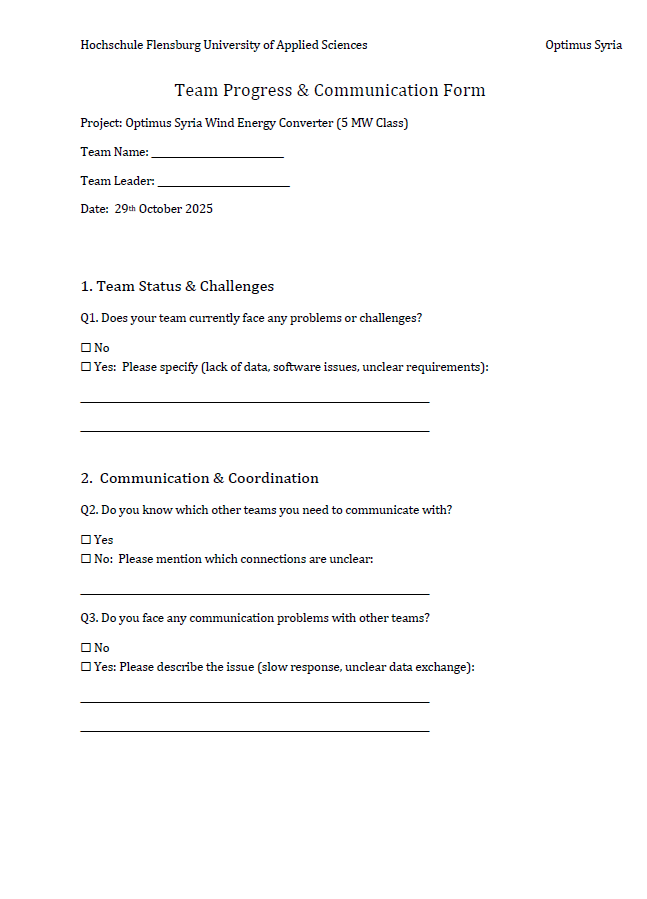 Hochschule Flensburg University of Applied Sciences Optimus Syria
Team Progress & Communication Form
Project: Optimus Syria Wind Energy Converter (5 MW Class)
Team Name: ______________________
Team Leader: ______________________
Date: 29th October 2025
1. Team Status & Challenges
Q1. Does your team currently face any problems or challenges?
☐ No
☐ Yes: Please specify (lack of data, software issues, unclear requirements):
__________________________________________________________
__________________________________________________________
2. Communication & Coordination
Q2. Do you know which other teams you need to communicate with?
☐ Yes
☐ No: Please mention which connections are unclear:
__________________________________________________________
Q3. Do you face any communication problems with other teams?
☐ No
☐ Yes: Please describe the issue (slow response, unclear data exchange):
__________________________________________________________
__________________________________________________________